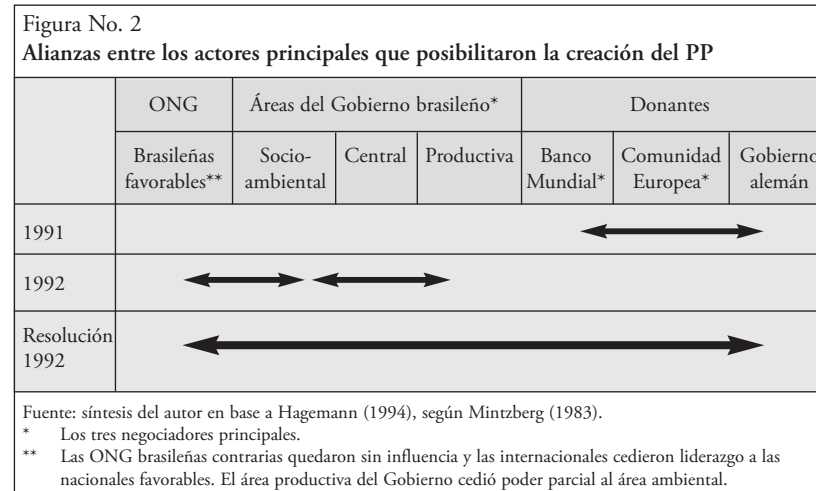 Figura No. 2
Alianzas entre los actores principales que posibilitaron la creación del PP
ONG Áreas del Gobierno brasileño* Donantes
Brasileñas favorables** Socio-ambiental Central Productiva Banco Mundial* Comunidad Europea* Gobierno alemán
1991
1992
Resolución
1992
Fuente: síntesis del autor en base a Hagemann (1994), según Mintzberg (1983).
* Los tres negociadores principales.
** Las ONG brasileñas contrarias quedaron sin influencia y las internacionales cedieron liderazgo a las
nacionales favorables. El área productiva del Gobierno cedió poder parcial al área ambiental.